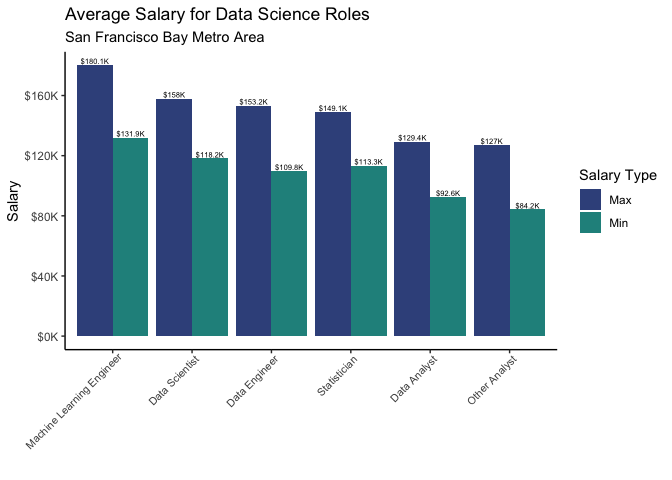 Average Salary for Data Science Roles
San Francisco Bay Metro Area
Salary
$160K
$120K
$80K
$40K
$0K
$180.1K
$131.9K
$158K
$118.2K
$153.2K
$109.8K
$149.1K
$113.3K
$129.4K
$92.6K
$127K
$84.2K
Machine Learning Engineer
Data Scientist
Data Engineer
Statistician
Data Analyst
Other Analyst
Salary Type
Max
Min